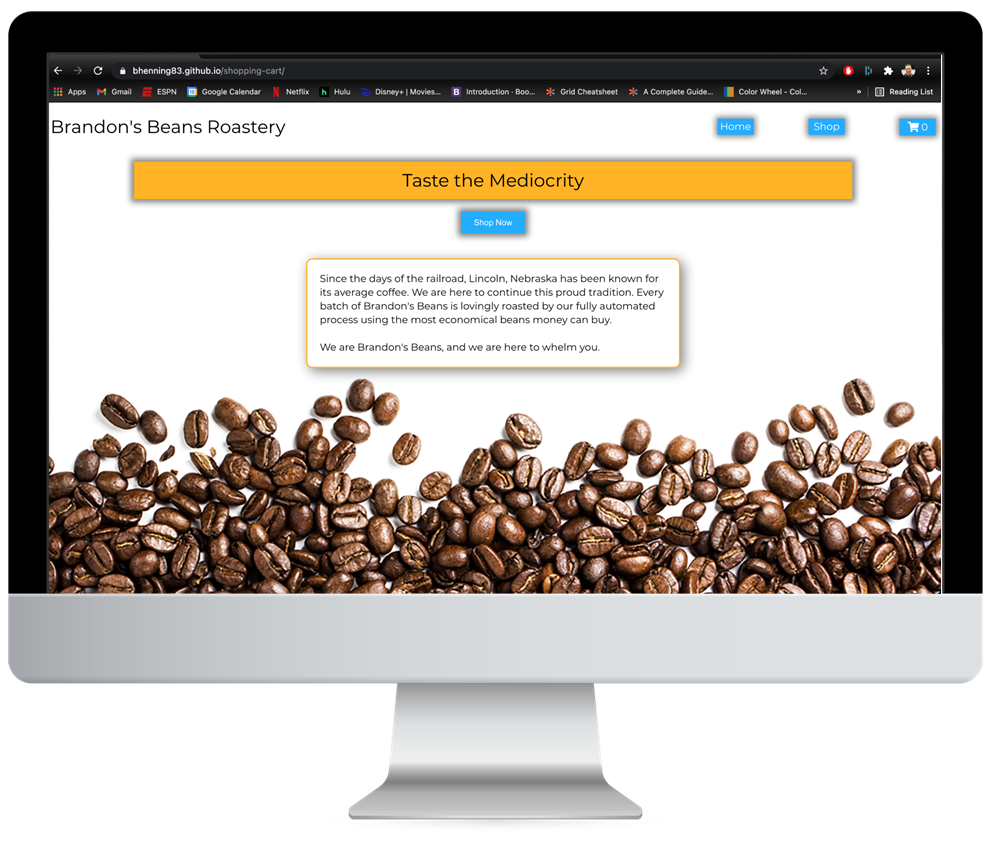 bhenning83.github.io/shopping-cart/
Apps Gmail ESPN Google Calendar Netflix h Hulu Disney+ | Movies... B Introduction · Boo... Grid Cheatsheet A Complete Guide... Color Wheel - Col... » Reading List
Brandon's Beans Roastery Home Shop 0
Taste the Mediocrity
Shop Now
Since the days of the railroad, Lincoln, Nebraska has been known for
its average coffee. We are here to continue this proud tradition. Every
batch of Brandon's Beans is lovingly roasted by our fully automated
process using the most economical beans money can buy.
We are Brandon's Beans, and we are here to whelm you.